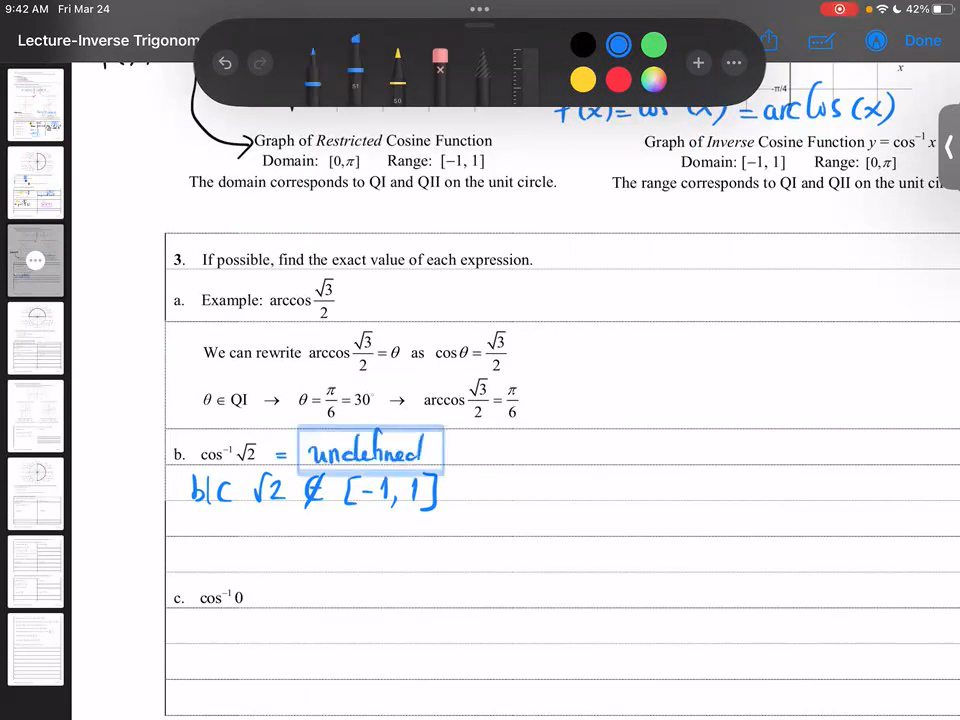 9:42 AM Fri Mar 24
42%
Lecture-Inverse Trigonom
Done
51
50
x
-π/4
= arccos(x)
Graph of Restricted Cosine Function
Domain: [0,π] Range: [−1, 1]
The domain corresponds to QI and QII on the unit circle.
Graph of Inverse Cosine Function y = cos⁻¹ x
Domain: [−1, 1] Range: [0,π]
The range corresponds to QI and QII on the unit cir
3. If possible, find the exact value of each expression.
a. Example: arccos √3/2
We can rewrite arccos √3/2 = θ as cos θ = √3/2
θ ∈ QI → θ = π/6 = 30° → arccos √3/2 = π/6
b. cos⁻¹ √2 = undefined
b/c √2 ∉ [-1, 1]
c. cos⁻¹ 0